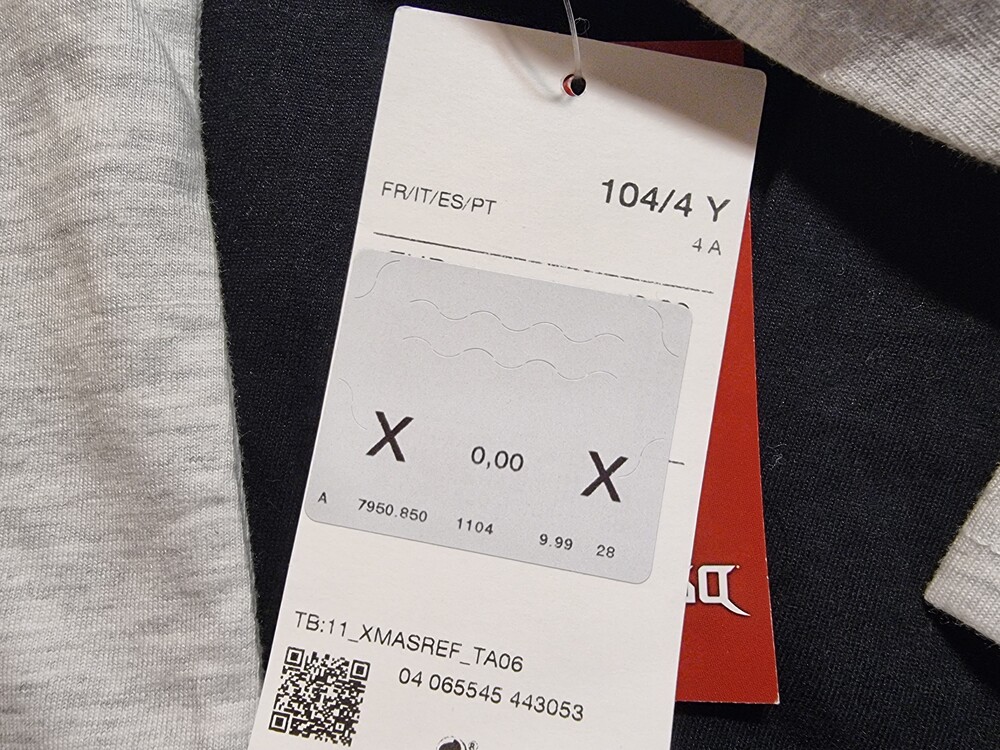 FR/IT/ES/PT
104/4 Y
4 A
X 0,00 X
A 7950.850 1104 9.99 28
TB:11_XMASREF_TA06
04 065545 443053